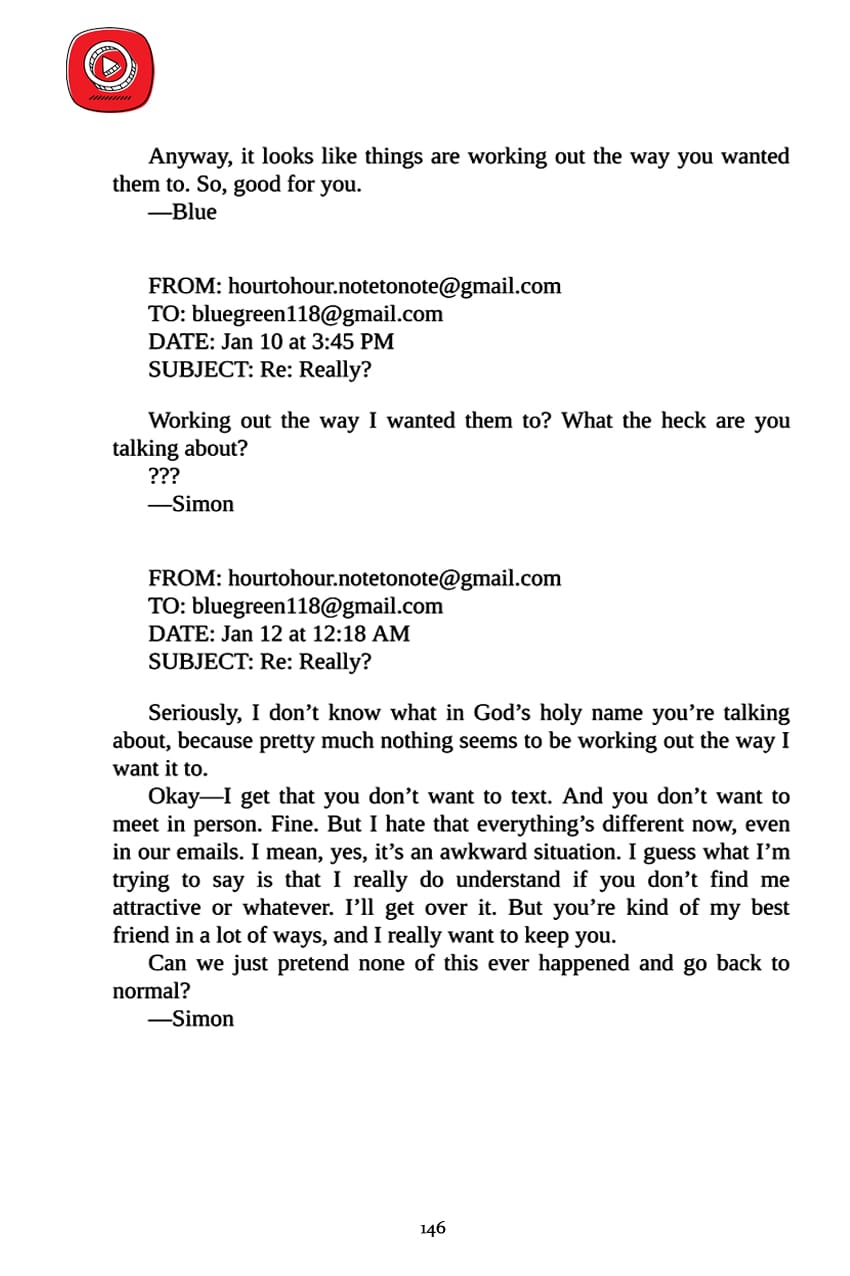 Anyway, it looks like things are working out the way you wanted
them to. So, good for you.
—Blue
FROM: hourtohour.notetonote@gmail.com
TO: bluegreen118@gmail.com
DATE: Jan 10 at 3:45 PM
SUBJECT: Re: Really?
Working out the way I wanted them to? What the heck are you
talking about?
???
—Simon
FROM: hourtohour.notetonote@gmail.com
TO: bluegreen118@gmail.com
DATE: Jan 12 at 12:18 AM
SUBJECT: Re: Really?
Seriously, I don’t know what in God’s holy name you’re talking
about, because pretty much nothing seems to be working out the way I
want it to.
Okay—I get that you don’t want to text. And you don’t want to
meet in person. Fine. But I hate that everything’s different now, even
in our emails. I mean, yes, it’s an awkward situation. I guess what I’m
trying to say is that I really do understand if you don’t find me
attractive or whatever. I’ll get over it. But you’re kind of my best
friend in a lot of ways, and I really want to keep you.
Can we just pretend none of this ever happened and go back to
normal?
—Simon
146